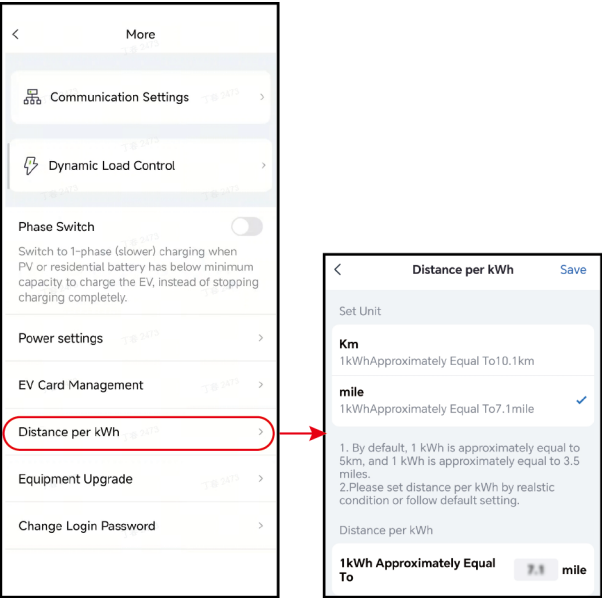 More
Communication Settings
Dynamic Load Control
Phase Switch
Switch to 1-phase (slower) charging when
PV or residential battery has below minimum
capacity to charge the EV, instead of stopping
charging completely.
Power settings
EV Card Management
Distance per kWh
Equipment Upgrade
Change Login Password
Distance per kWh
Save
Set Unit
Km
1kWhApproximately Equal To10.1km
mile
1kWhApproximately Equal To7.1mile
1. By default, 1 kWh is approximately equal to
5km, and 1 kWh is approximately equal to 3.5
miles.
2.Please set distance per kWh by realstic
condition or follow default setting.
Distance per kWh
1kWh Approximately Equal
To
7.1 mile